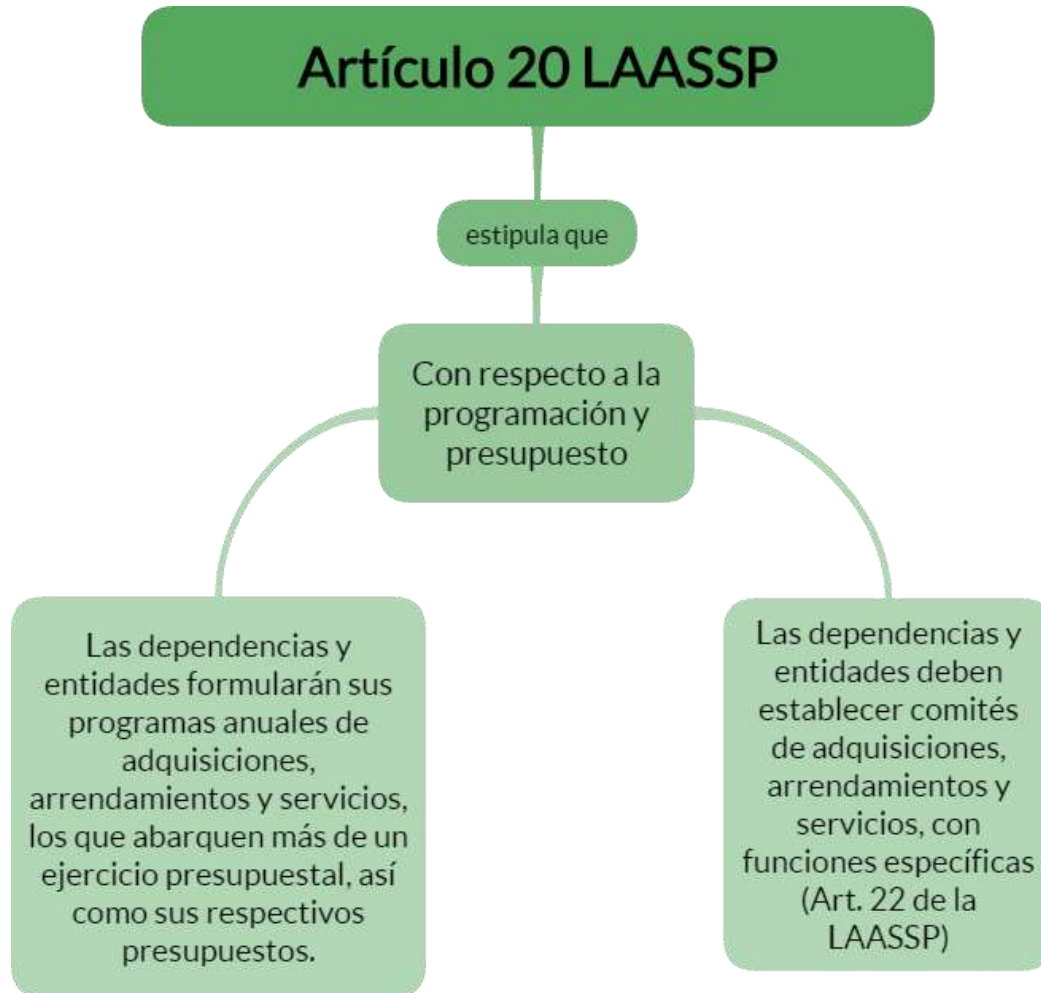 Artículo 20 LAASSP
estipula que
Con respecto a la
programación y
presupuesto
Las dependencias y
entidades formularán sus
programas anuales de
adquisiciones,
arrendamientos y servicios,
los que abarquen más de un
ejercicio presupuestal, así
como sus respectivos
presupuestos.
Las dependencias y
entidades deben
establecer comités
de adquisiciones,
arrendamientos y
servicios, con
funciones específicas
(Art. 22 de la
LAASSP)